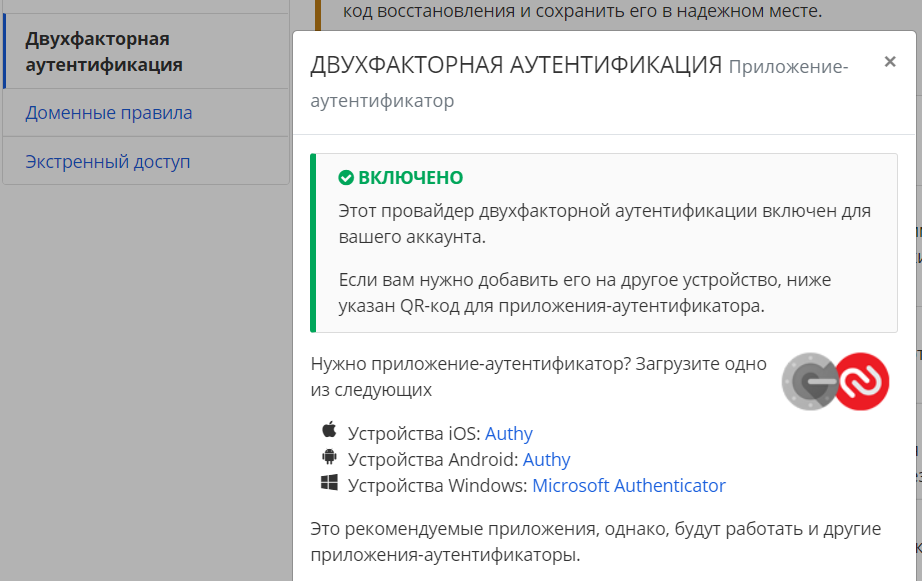 код восстановления и сохранить его в надежном месте.
Двухфакторная
аутентификация
Доменные правила
Экстренный доступ
ДВУХФАКТОРНАЯ АУТЕНТИФИКАЦИЯ Приложение-
аутентификатор
×
ВКЛЮЧЕНО
Этот провайдер двухфакторной аутентификации включен для
вашего аккаунта.
Если вам нужно добавить его на другое устройство, ниже
указан QR-код для приложения-аутентификатора.
Нужно приложение-аутентификатор? Загрузите одно
из следующих
Устройства iOS: Authy
Устройства Android: Authy
Устройства Windows: Microsoft Authenticator
Это рекомендуемые приложения, однако, будут работать и другие
приложения-аутентификаторы.